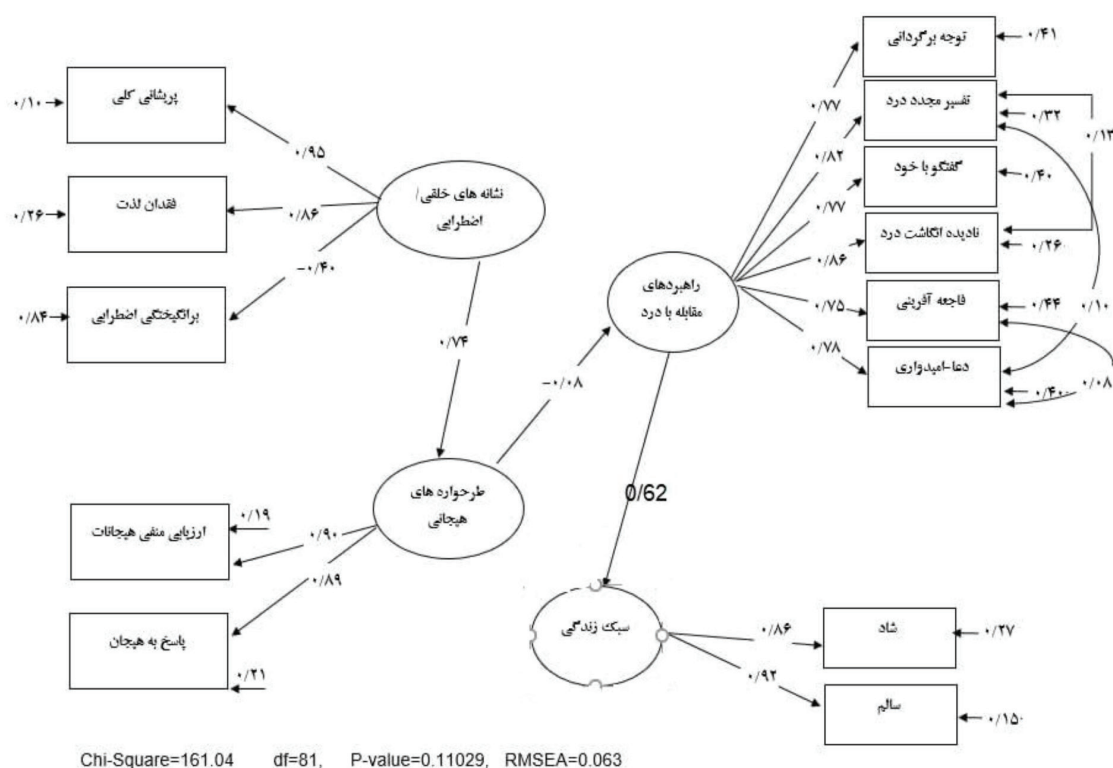 توجه برگردانی
۰/۴۱
تفسیر مجدد درد
۰/۳۲
۰/۱۳
گفتگو با خود
۰/۴۰
نادیده انگاشت درد
۰/۲۶
فاجعه آفرینی
۰/۴۴
۰/۱۰
دعا-امیدواری
۰/۴۰
۰/۰۸
۰/۷۷
۰/۸۲
۰/۷۷
۰/۸۶
۰/۷۵
۰/۷۸
راهبردهای
مقابله با درد
پریشانی کلی
۰/۱۰
فقدان لذت
۰/۲۶
برانگیختگی اضطرابی
۰/۸۴
۰/۹۵
۰/۸۶
-۰/۴۰
نشانه های خلقی/
اضطرابی
۰/۷۴
-۰/۰۸
طرحواره های
هیجانی
۰/۹۰
۰/۸۹
ارزیابی منفی هیجانات
۰/۱۹
پاسخ به هیجان
۰/۲۱
0/62
سبک زندگی
۰/۸۶
۰/۹۲
شاد
۰/۲۷
سالم
۰/۱۵
Chi-Square=161.04 df=81, P-value=0.11029, RMSEA=0.063